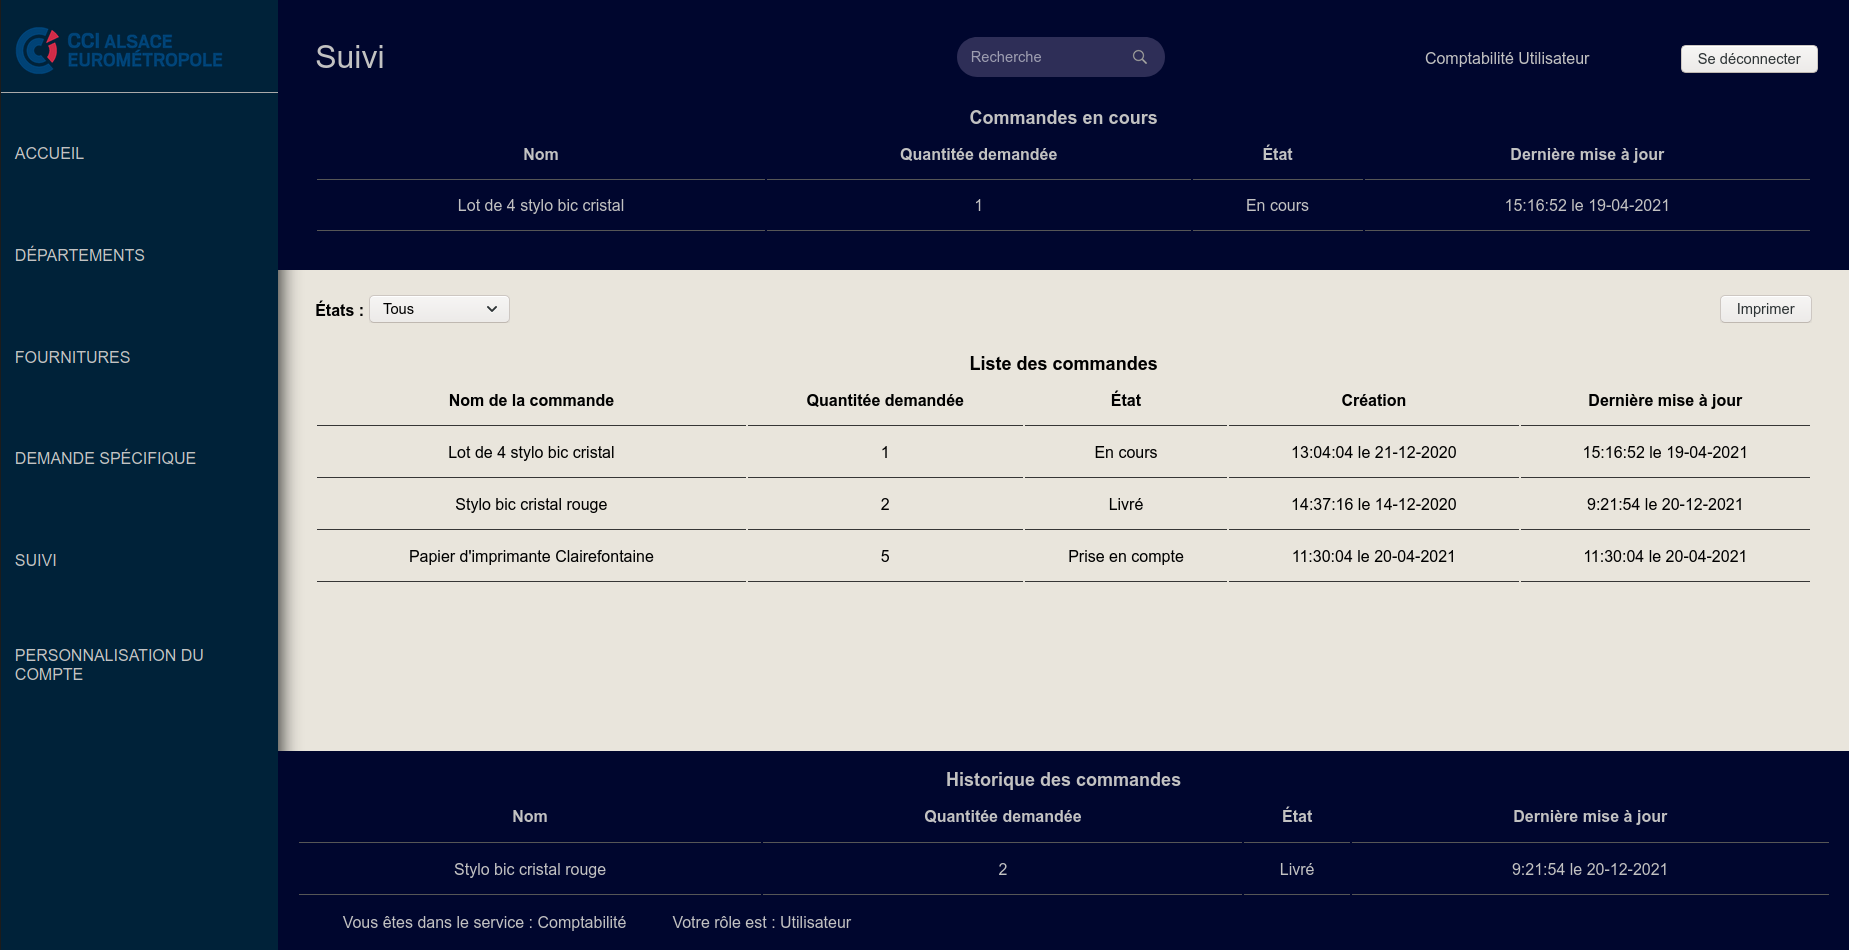 CCI ALSACE
EUROMÉTROPOLE
ACCUEIL
DÉPARTEMENTS
FOURNITURES
DEMANDE SPÉCIFIQUE
SUIVI
PERSONNALISATION DU
COMPTE
Suivi
Recherche
Comptabilité Utilisateur
Se déconnecter
Commandes en cours
Nom Quantitée demandée État Dernière mise à jour
Lot de 4 stylo bic cristal 1 En cours 15:16:52 le 19-04-2021
États : Tous
Imprimer
Liste des commandes
Nom de la commande Quantitée demandée État Création Dernière mise à jour
Lot de 4 stylo bic cristal 1 En cours 13:04:04 le 21-12-2020 15:16:52 le 19-04-2021
Stylo bic cristal rouge 2 Livré 14:37:16 le 14-12-2020 9:21:54 le 20-12-2021
Papier d'imprimante Clairefontaine 5 Prise en compte 11:30:04 le 20-04-2021 11:30:04 le 20-04-2021
Historique des commandes
Nom Quantitée demandée État Dernière mise à jour
Stylo bic cristal rouge 2 Livré 9:21:54 le 20-12-2021
Vous êtes dans le service : Comptabilité Votre rôle est : Utilisateur